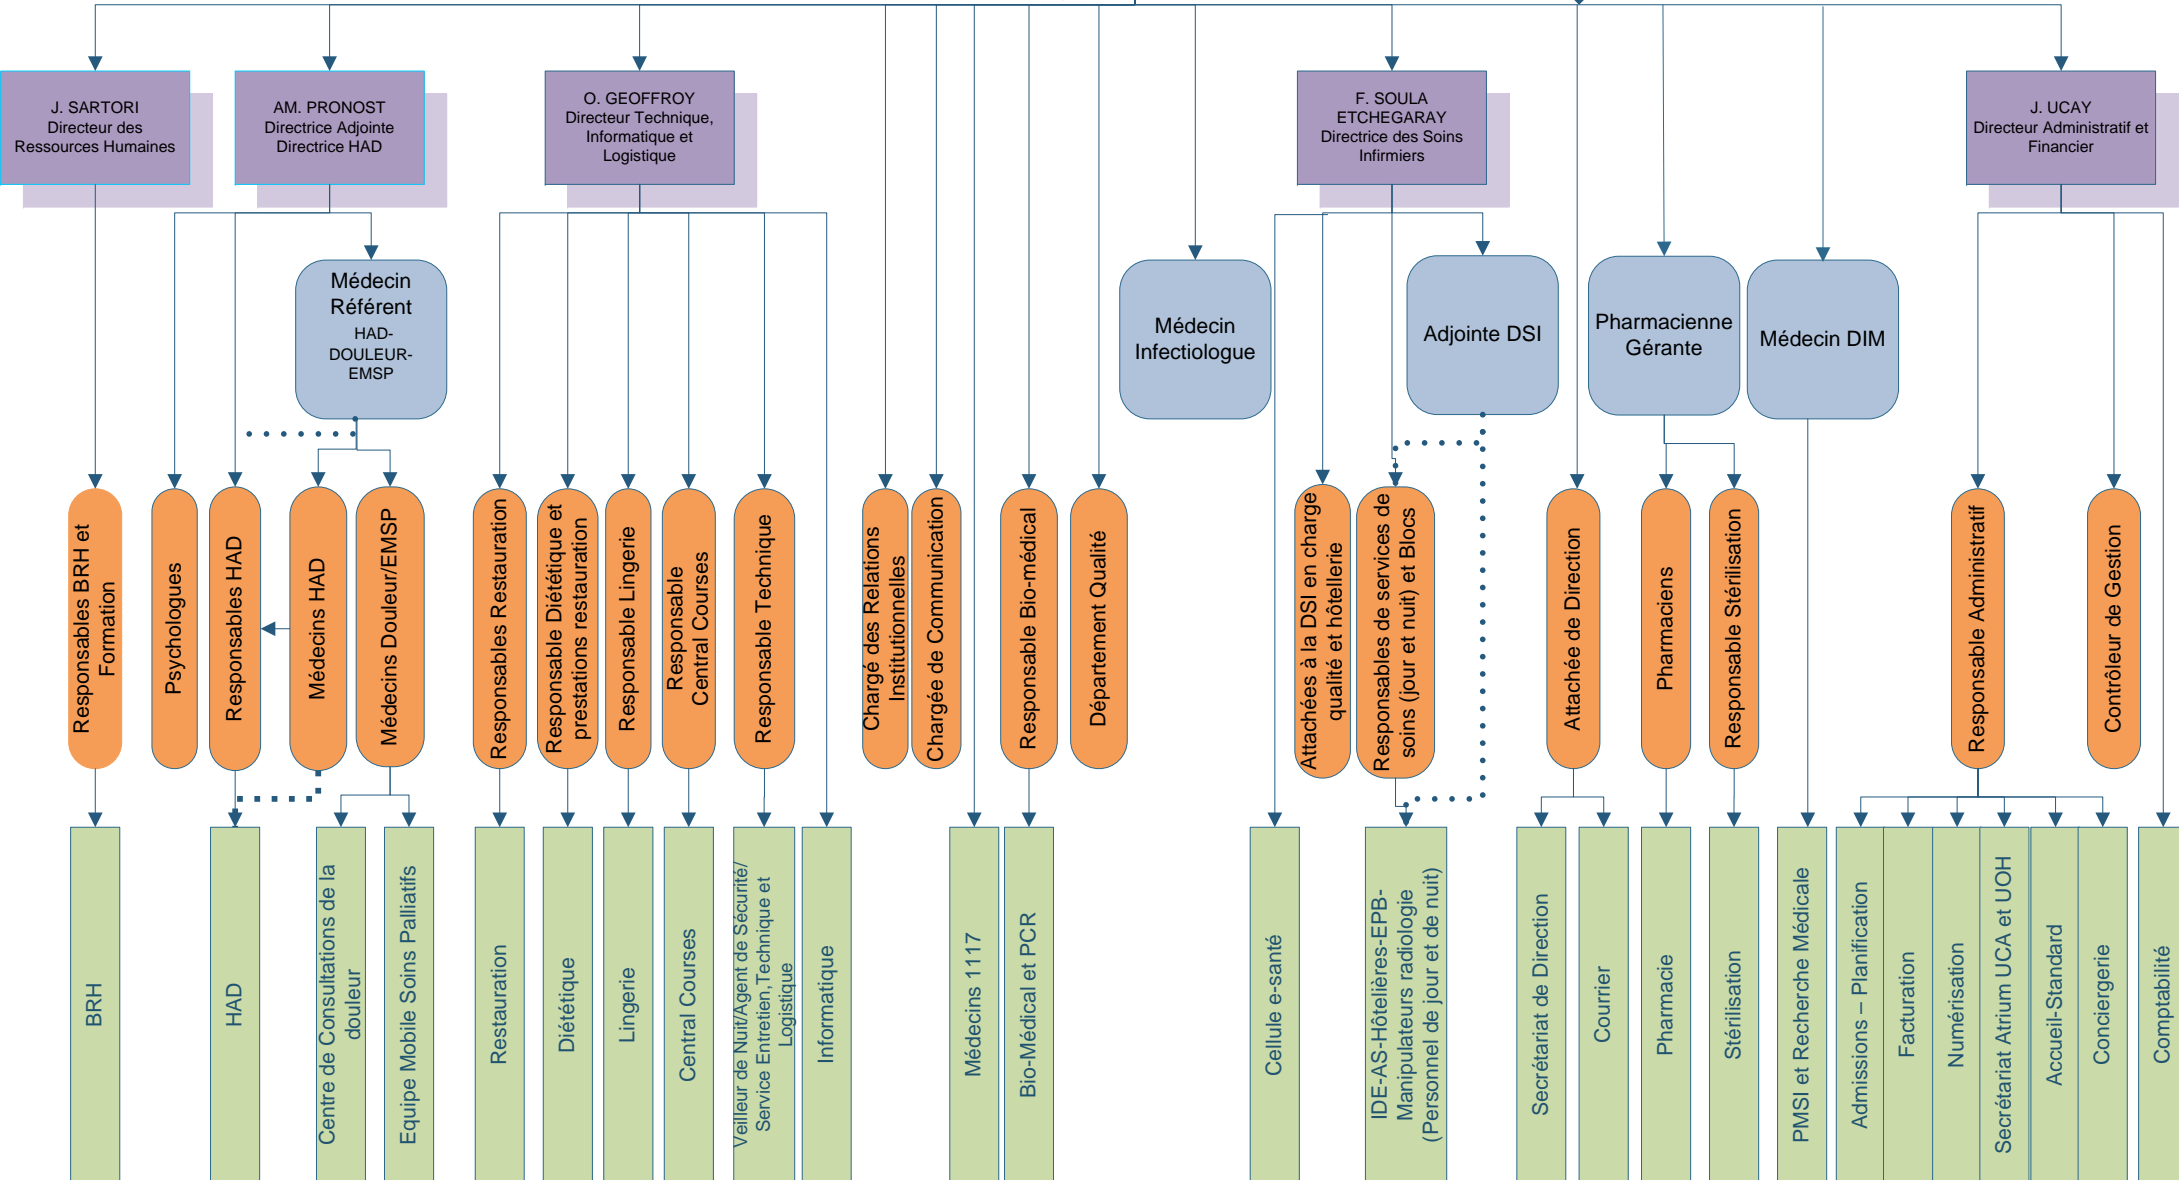 J. SARTORI
Directeur des
Ressources Humaines
AM. PRONOST
Directrice Adjointe
Directrice HAD
O. GEOFFROY
Directeur Technique,
Informatique et
Logistique
F. SOULA
ETCHEGARAY
Directrice des Soins
Infirmiers
J. UCAY
Directeur Administratif et
Financier
Médecin
Référent
HAD-
DOULEUR-
EMSP
Médecin
Infectiologue
Adjointe DSI
Pharmacienne
Gérante
Médecin DIM
Responsables BRH et
Formation
Psychologues
Responsables HAD
Médecins HAD
Médecins Douleur/EMSP
Responsables Restauration
Responsable Diététique et
prestations restauration
Responsable Lingerie
Responsable
Central Courses
Responsable Technique
Chargé des Relations
Institutionnelles
Chargée de Communication
Responsable Bio-médical
Département Qualité
Attachées à la DSI en charge
qualité et hôtellerie
Responsables de services de
soins (jour et nuit) et Blocs
Attachée de Direction
Pharmaciens
Responsable Stérilisation
Responsable Administratif
Contrôleur de Gestion
BRH
HAD
Centre de Consultations de la
douleur
Equipe Mobile Soins Palliatifs
Restauration
Diététique
Lingerie
Central Courses
Veilleur de Nuit/Agent de Sécurité/
Service Entretien,Technique et
Logistique
Informatique
Médecins 1117
Bio-Médical et PCR
Cellule e-santé
IDE-AS-Hôtelières-EPB-
Manipulateurs radiologie
(Personnel de jour et de nuit)
Secrétariat de Direction
Courrier
Pharmacie
Stérilisation
PMSI et Recherche Médicale
Admissions – Planification
Facturation
Numérisation
Secrétariat Atrium UCA et UOH
Accueil-Standard
Conciergerie
Comptabilité